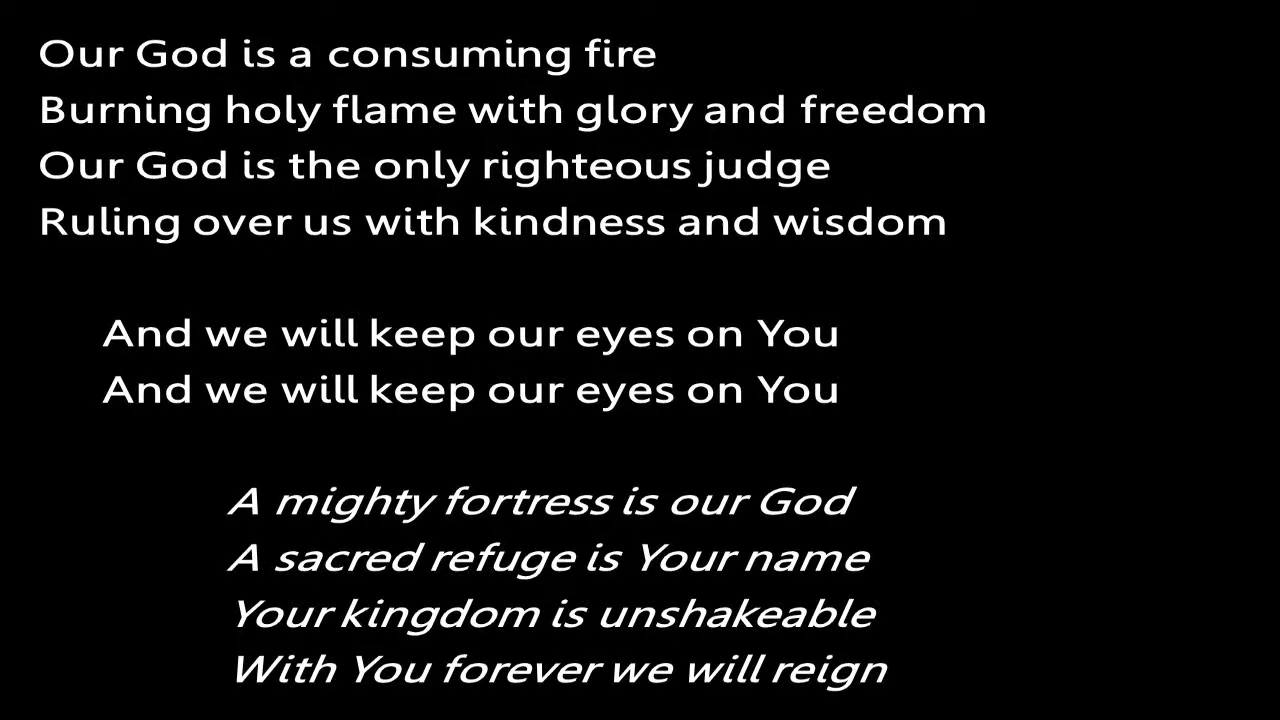 Our God is a consuming fire
Burning holy flame with glory and freedom
Our God is the only righteous judge
Ruling over us with kindness and wisdom
And we will keep our eyes on You
And we will keep our eyes on You
A mighty fortress is our God
A sacred refuge is Your name
Your kingdom is unshakeable
With You forever we will reign